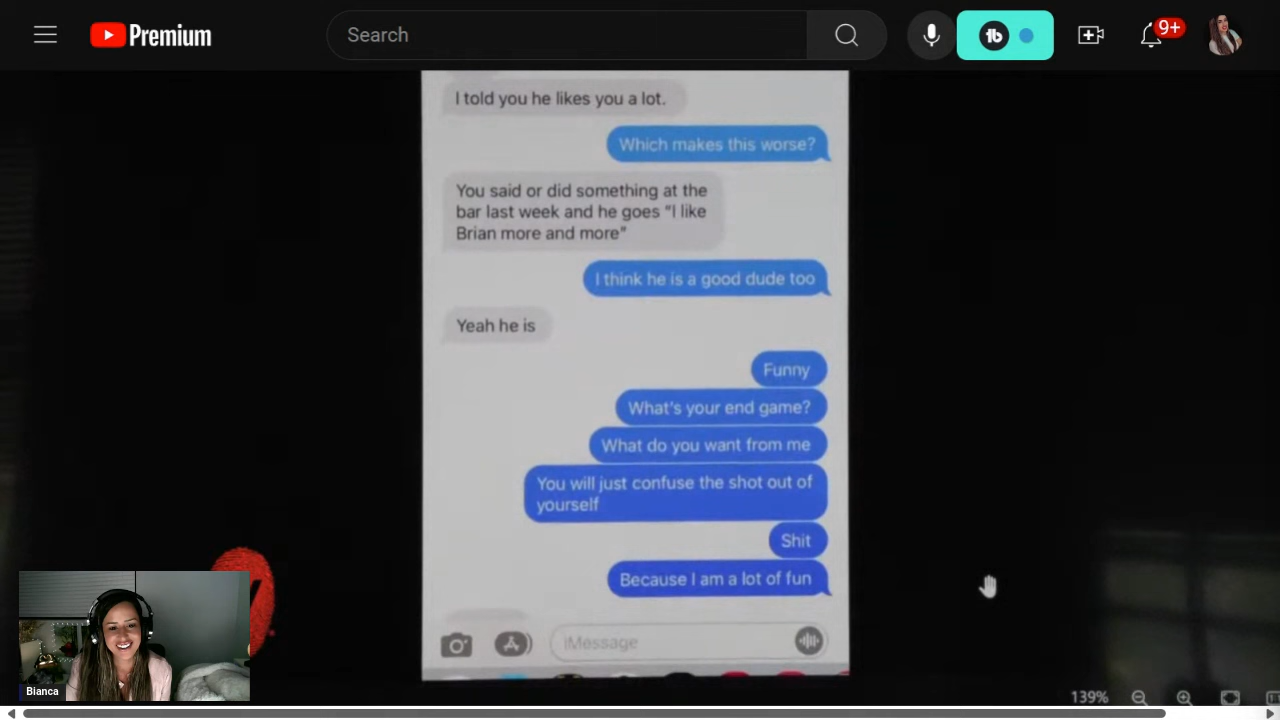 Premium
Search
9+
I told you he likes you a lot.
Which makes this worse?
You said or did something at the
bar last week and he goes "I like
Brian more and more"
I think he is a good dude too
Yeah he is
Funny
What's your end game?
What do you want from me
You will just confuse the shot out of
yourself
Shit
Because I am a lot of fun
iMessage
Bianca
139%